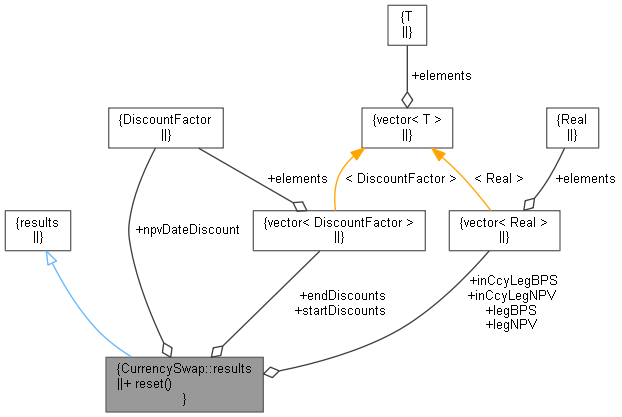 {T
||}
+elements
{DiscountFactor
||}
{vector< T >
||}
{Real
||}
+elements
< DiscountFactor >
< Real >
+elements
{results
||}
+npvDateDiscount
{vector< DiscountFactor >
||}
{vector< Real >
||}
+endDiscounts
+startDiscounts
+inCcyLegBPS
+inCcyLegNPV
+legBPS
+legNPV
{CurrencySwap::results
||+ reset()
}